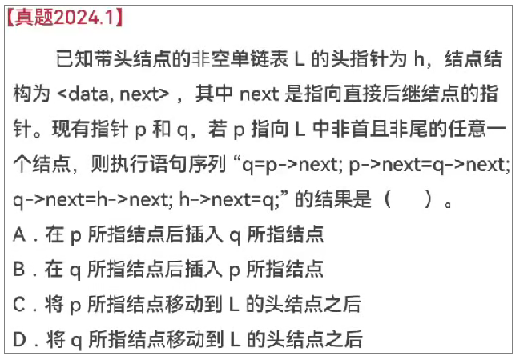 【真题2024.1】
已知带头结点的非空单链表 L 的头指针为 h，结点结
构为 <data, next> ，其中 next 是指向直接后继结点的指
针。现有指针 p 和 q，若 p 指向 L 中非首且非尾的任意一
个结点，则执行语句序列 “q=p->next; p->next=q->next;
q->next=h->next; h->next=q;” 的结果是（　　）。
A．在 p 所指结点后插入 q 所指结点
B．在 q 所指结点后插入 p 所指结点
C．将 p 所指结点移动到 L 的头结点之后
D．将 q 所指结点移动到 L 的头结点之后